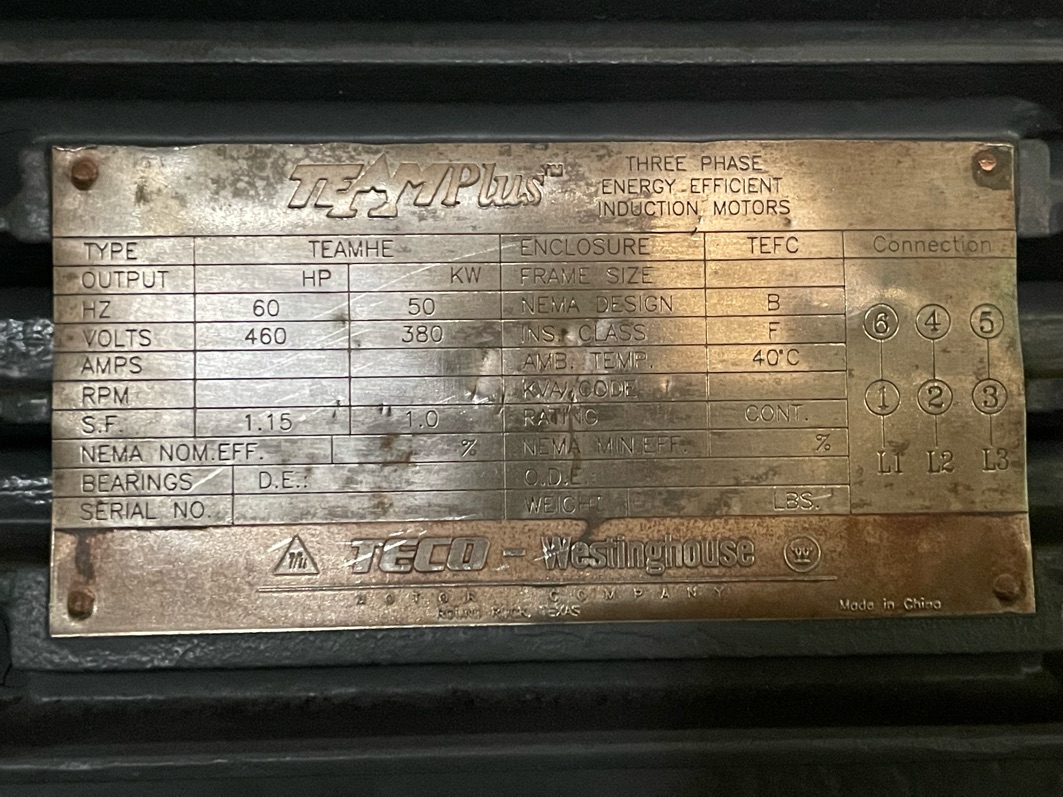 TEAMPlus™
THREE PHASE
ENERGY EFFICIENT
INDUCTION MOTORS
TYPE TEAMHE ENCLOSURE TEFC Connection
OUTPUT HP KW FRAME SIZE
HZ 60 50 NEMA DESIGN B
VOLTS 460 380 INS. CLASS F
AMPS AMB. TEMP. 40°C
RPM KVA CODE
S.F. 1.15 1.0 RATING CONT.
NEMA NOM.EFF. % NEMA MIN.EFF. %
BEARINGS D.E.: O.D.E.
SERIAL NO. WEIGHT LBS.
6 4 5
1 2 3
L1 L2 L3
TECO - Westinghouse W
MOTOR COMPANY
ROUND ROCK, TEXAS
Made in China